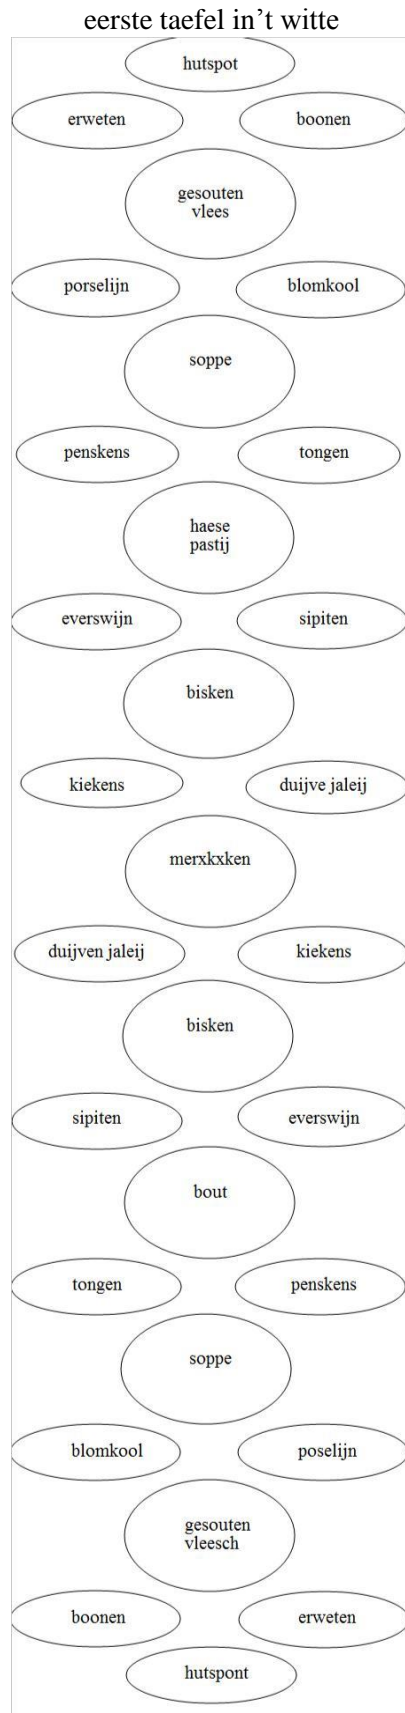 eerste taefel in’t witte
hutspot
erweten
boonen
gesouten
vlees
porselijn
blomkool
soppe
penskens
tongen
haese
pastij
everswijn
sipiten
bisken
kiekens
duijve jaleij
merxkxken
duijven jaleij
kiekens
bisken
sipiten
everswijn
bout
tongen
penskens
soppe
blomkool
poselijn
gesouten
vleesch
boonen
erweten
hutspont